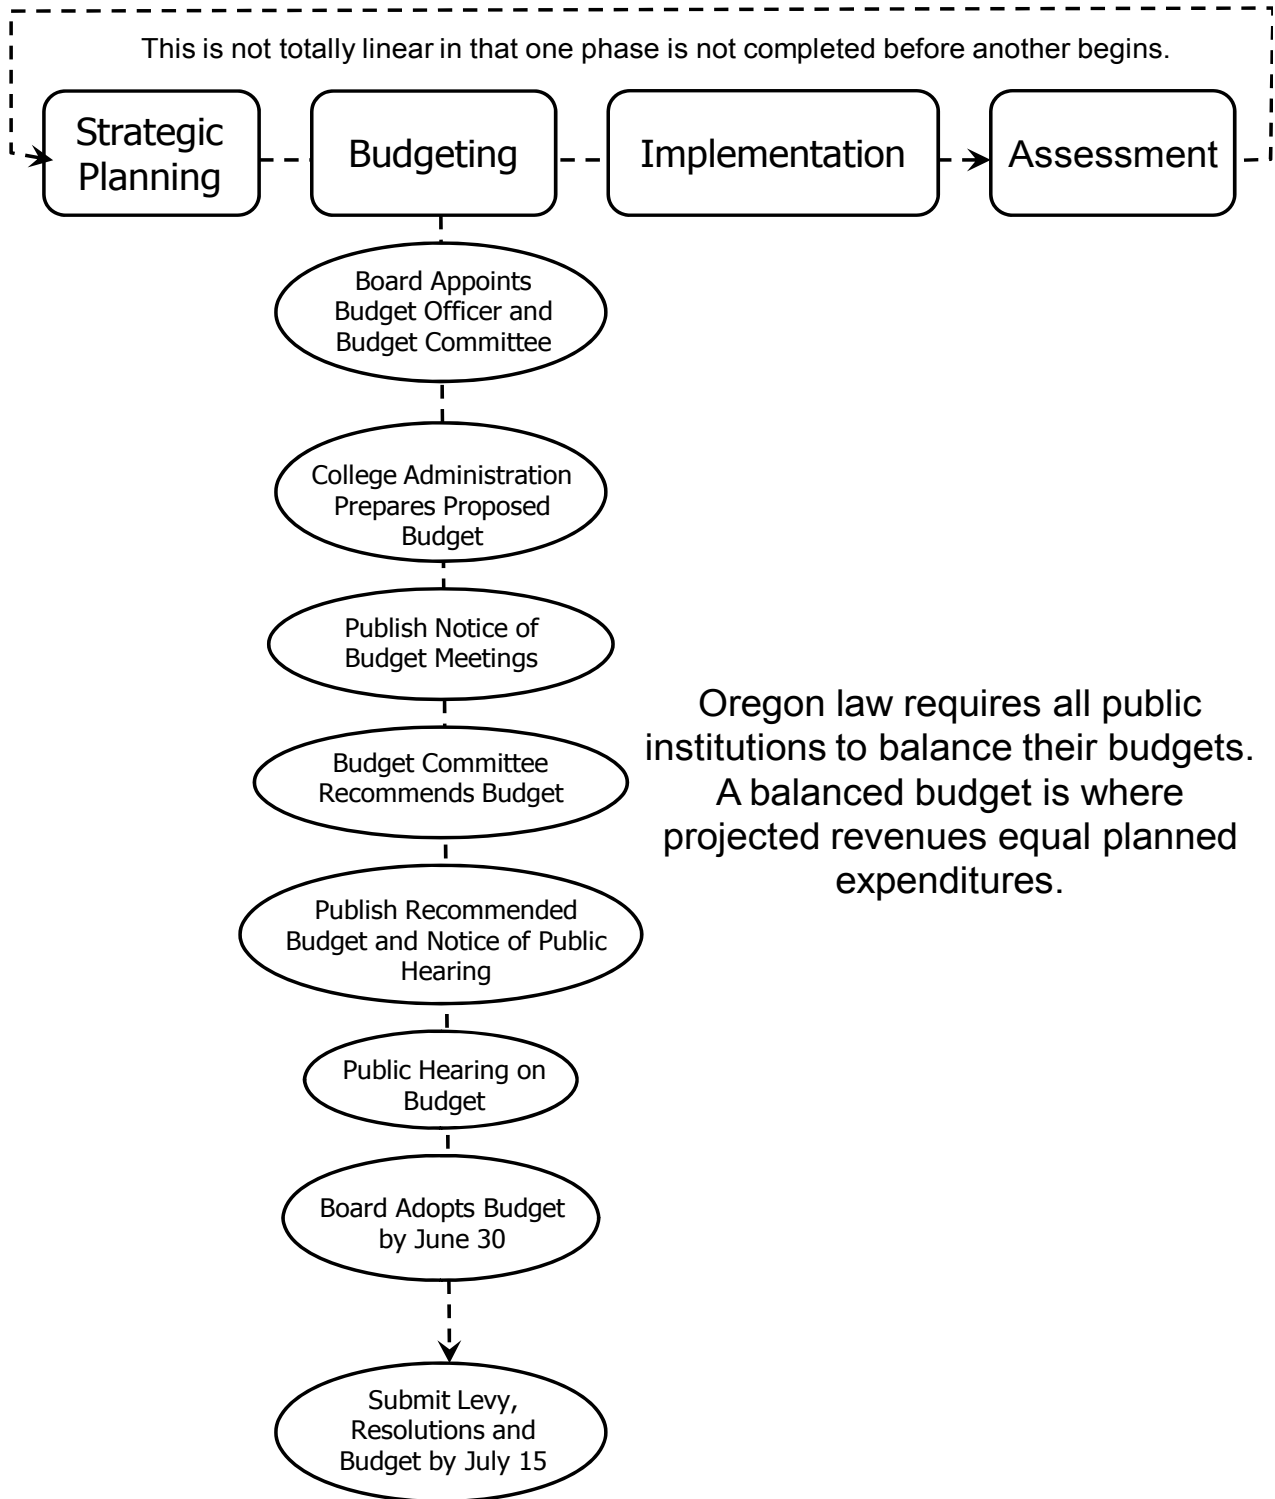 This is not totally linear in that one phase is not completed before another begins.
Strategic
Planning
Budgeting
Implementation
Assessment
Board Appoints
Budget Officer and
Budget Committee
College Administration
Prepares Proposed
Budget
Publish Notice of
Budget Meetings
Budget Committee
Recommends Budget
Publish Recommended
Budget and Notice of Public
Hearing
Public Hearing on
Budget
Board Adopts Budget
by June 30
Submit Levy,
Resolutions and
Budget by July 15
Oregon law requires all public
institutions to balance their budgets.
A balanced budget is where
projected revenues equal planned
expenditures.